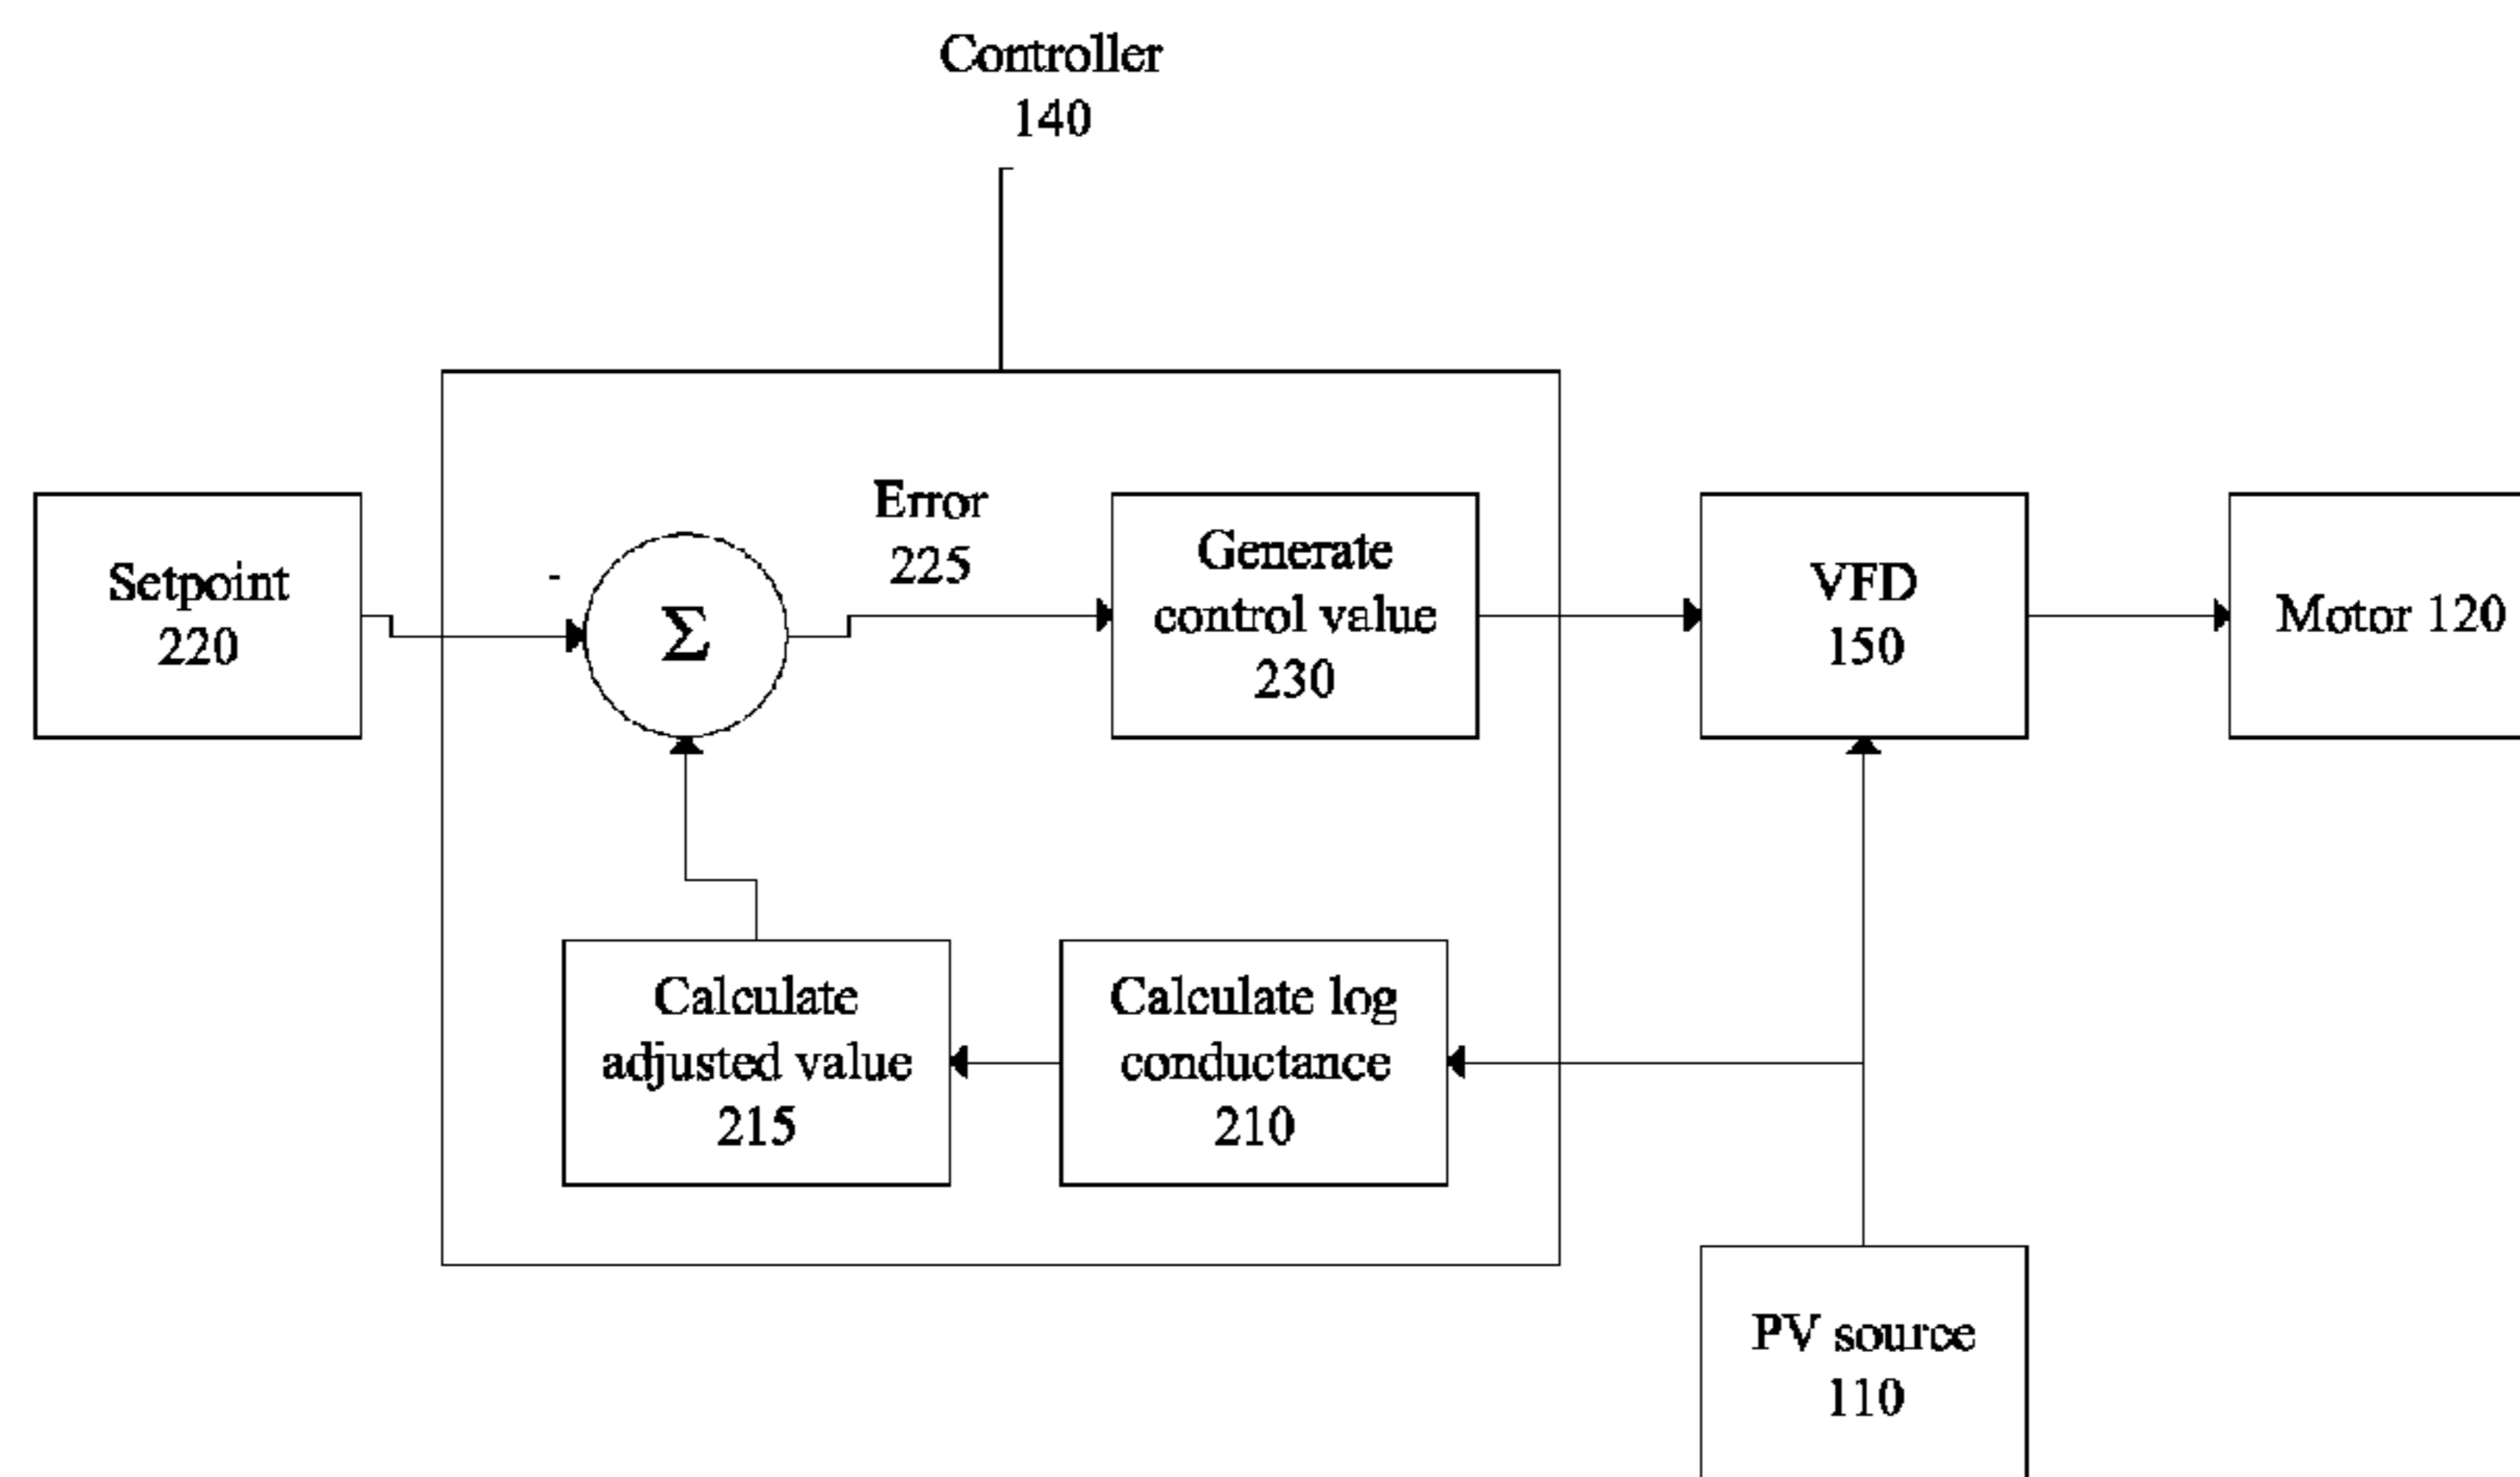 Controller
140
Setpoint
220
-
Σ
Error
225
Generate
control value
230
VFD
150
Motor 120
Calculate
adjusted value
215
Calculate log
conductance
210
PV source
110